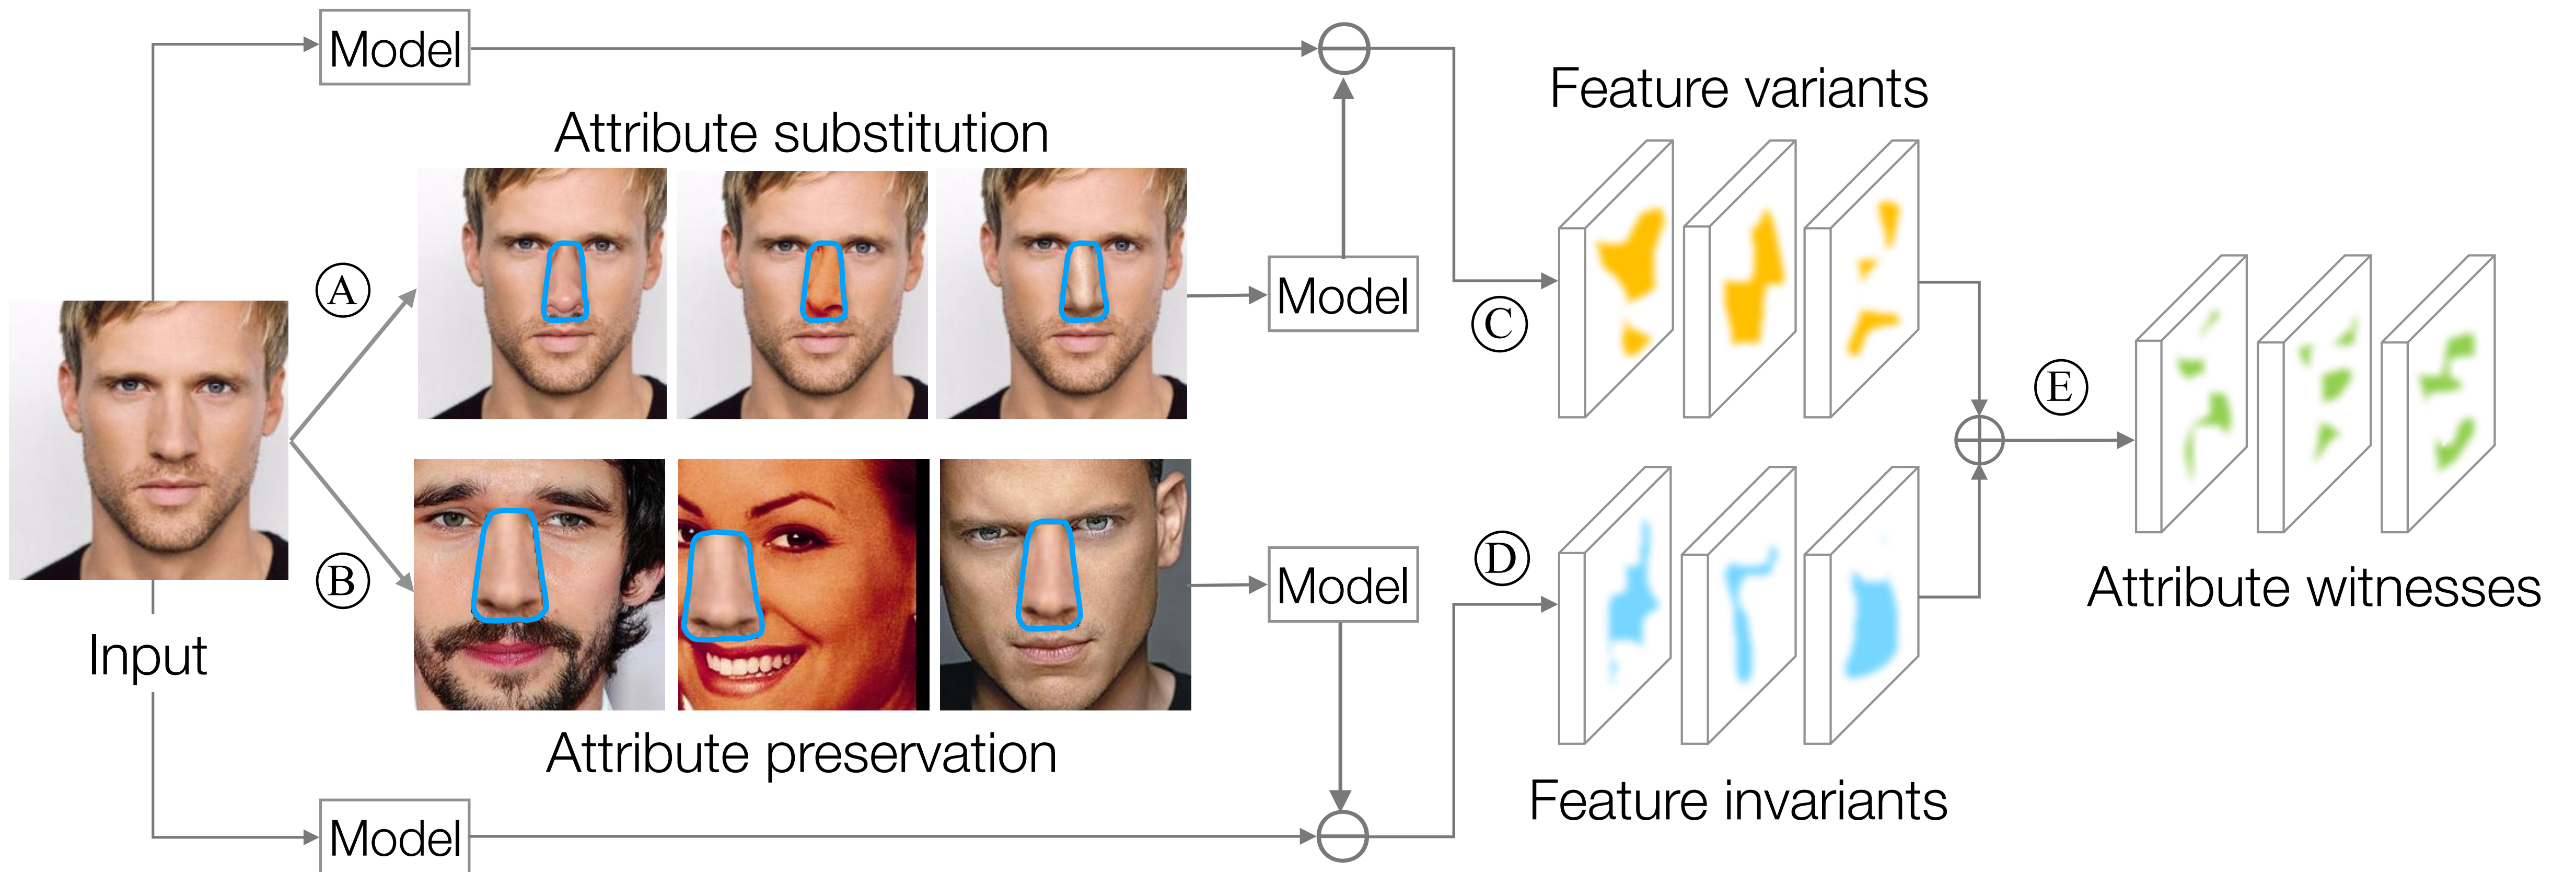 Model
Attribute substitution
Feature variants
A
Model
C
E
B
D
Model
Attribute witnesses
Input
Attribute preservation
Feature invariants
Model